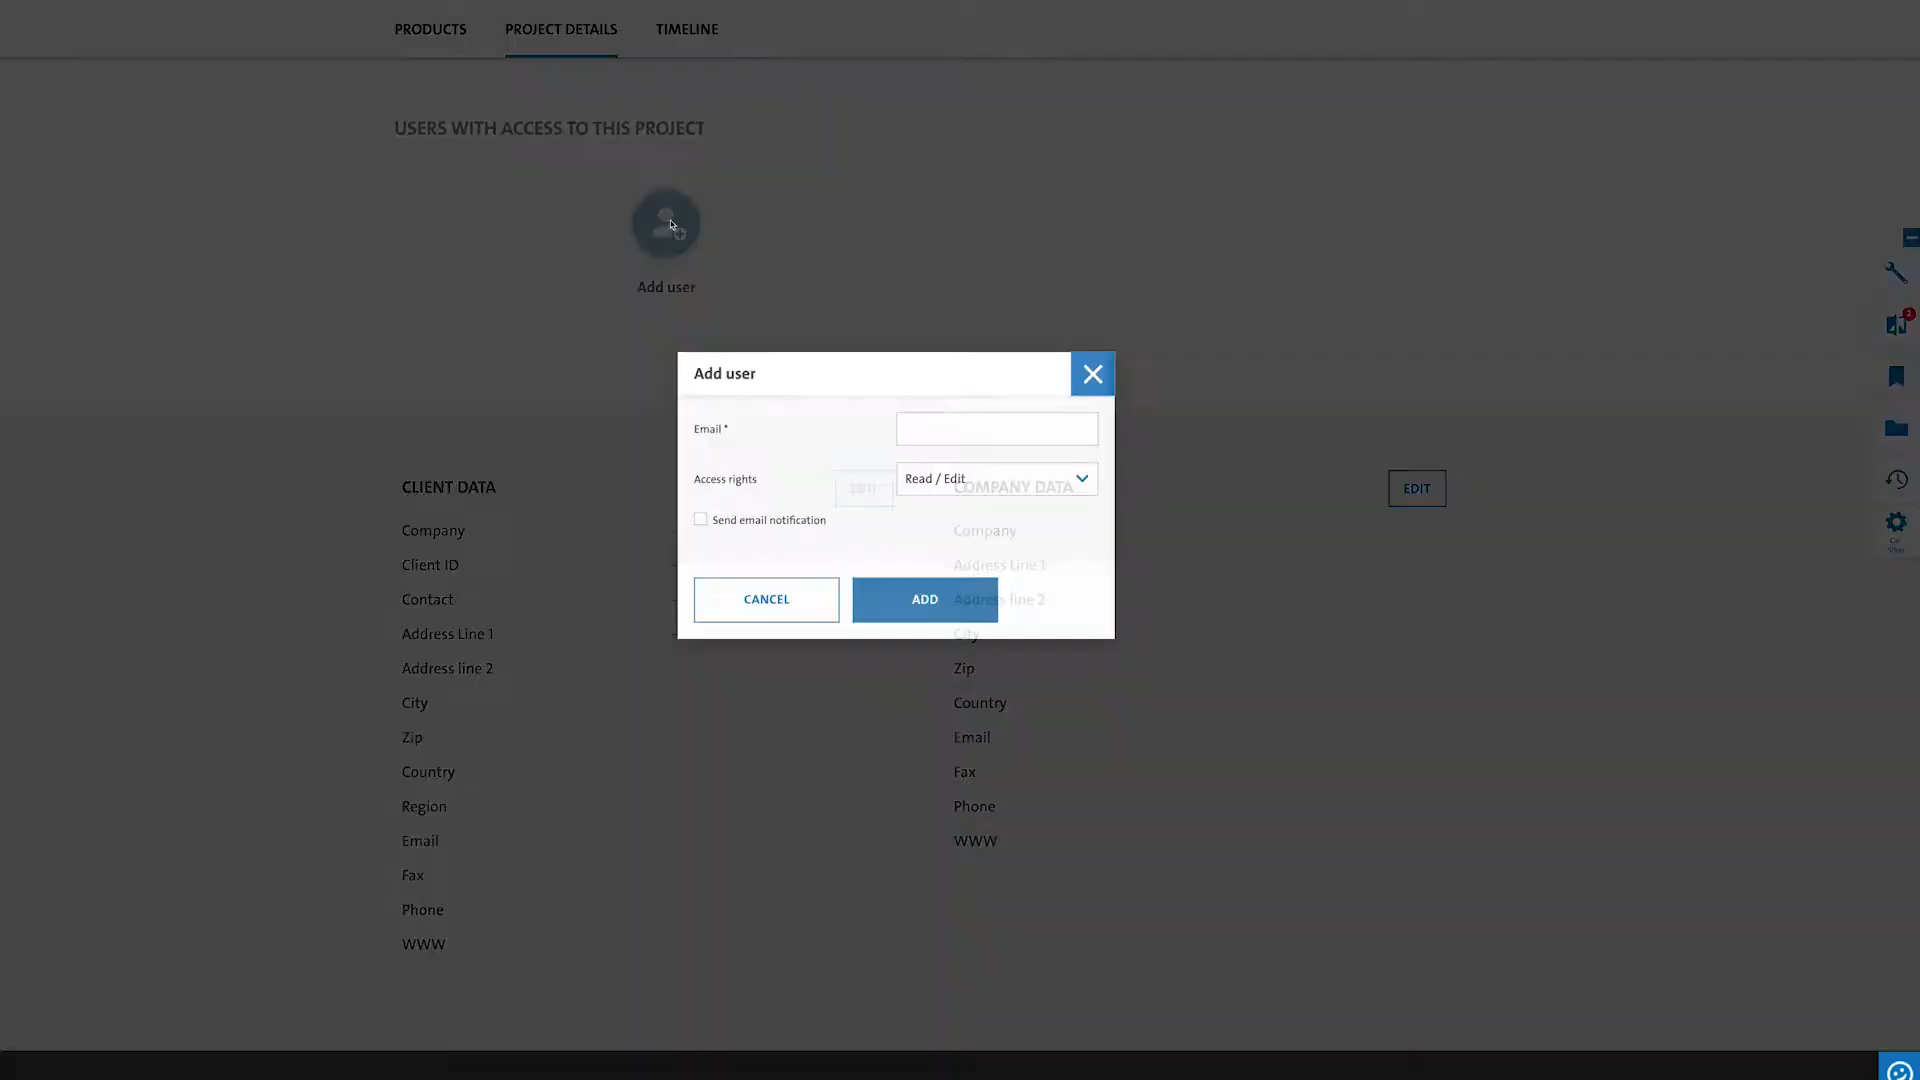 PRODUCTS PROJECT DETAILS TIMELINE
USERS WITH ACCESS TO THIS PROJECT
Add user
Add user
Email *
Access rights Read / Edit
Send email notification
CANCEL ADD
CLIENT DATA
Company
Client ID
Contact
Address Line 1
Address line 2
City
Zip
Country
Region
Email
Fax
Phone
WWW
EDIT
COMPANY DATA
EDIT
Company
Address Line 1
Address line 2
City
Zip
Country
Email
Fax
Phone
WWW
2